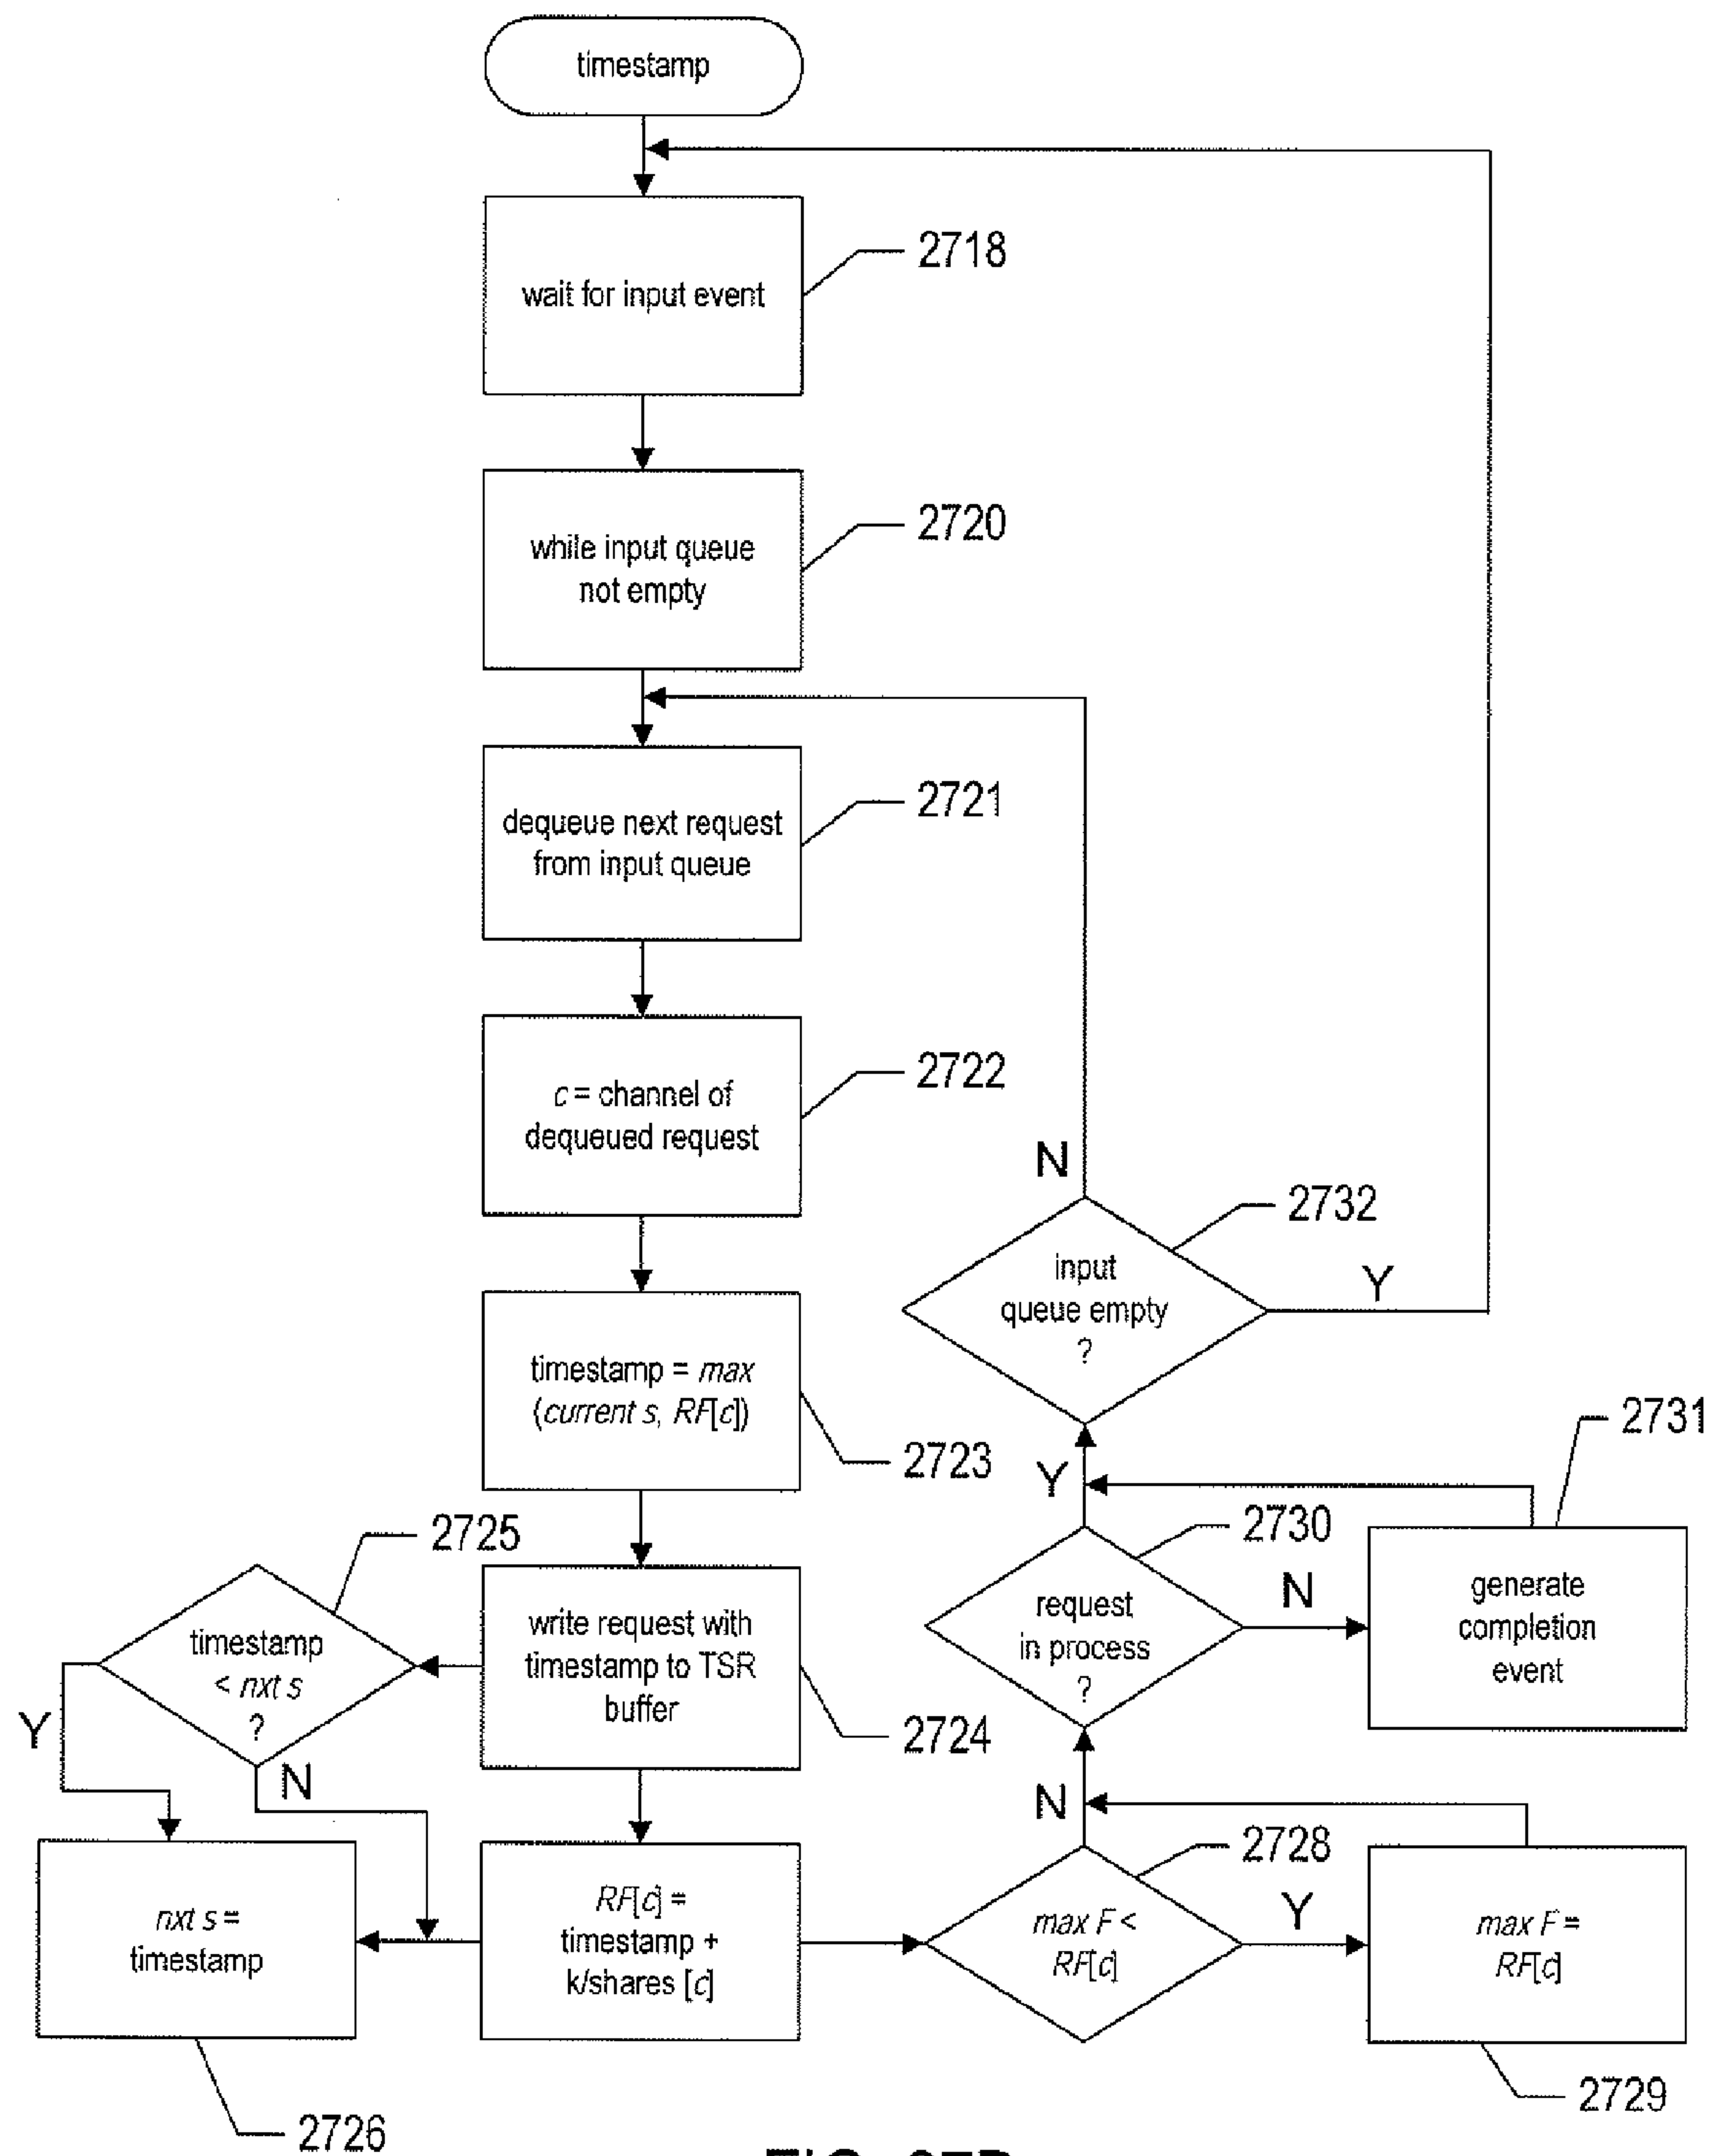 timestamp
wait for input event
2718
while input queue
not empty
2720
dequeue next request
from input queue
2721
c = channel of
dequeued request
2722
timestamp = max
(current s, RF[c])
2723
write request with
timestamp to TSR
buffer
2724
timestamp
< nxt s
?
2725
Y
N
nxt s =
timestamp
2726
RF[c] =
timestamp +
k/shares [c]
max F <
RF[c]
2728
Y
N
max F =
RF[c]
2729
request
in process
?
2730
N
Y
generate
completion
event
2731
input
queue empty
?
2732
N
Y